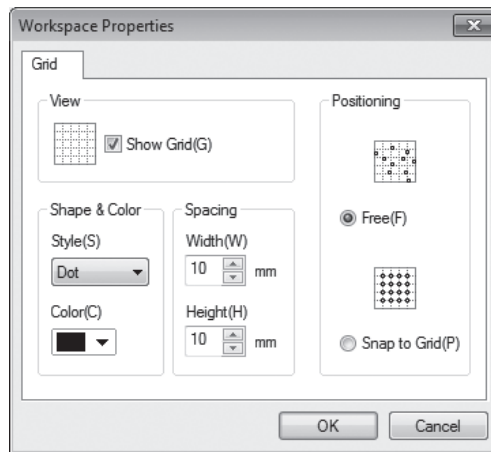 Workspace Properties
Grid
View
Show Grid(G)
Shape & Color
Style(S)
Dot
Color(C)
Spacing
Width(W)
10 mm
Height(H)
10 mm
Positioning
Free(F)
Snap to Grid(P)
OK
Cancel